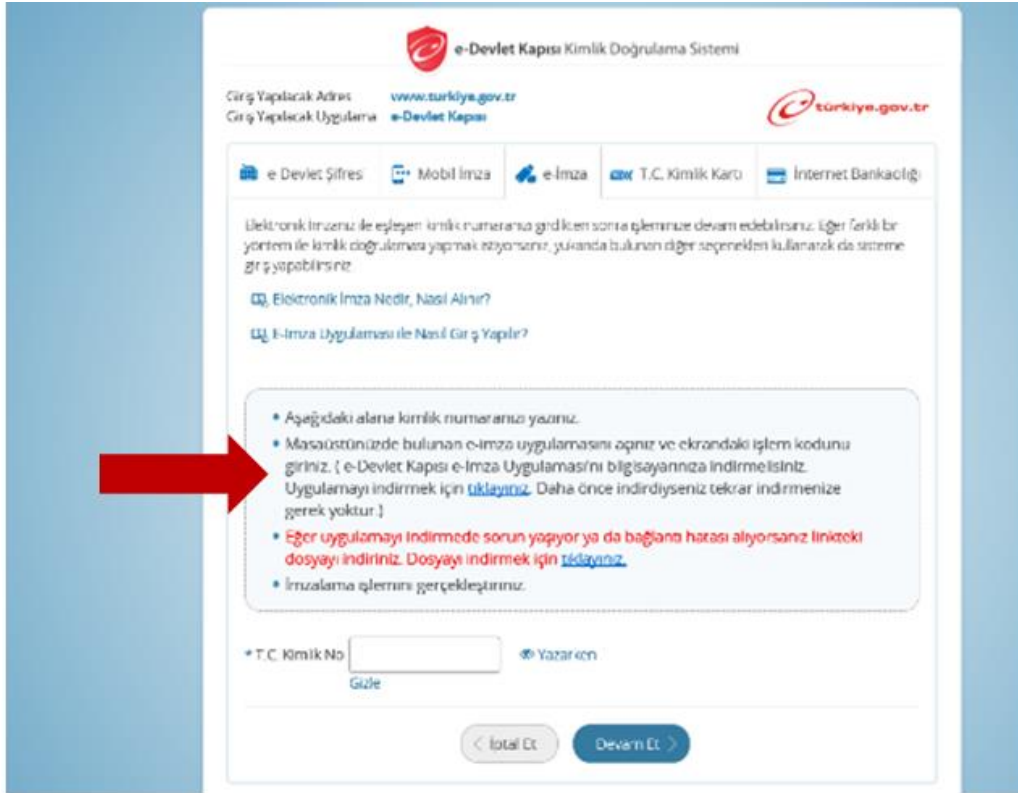 e-Devlet Kapısı Kimlik Doğrulama Sistemi
Giriş Yapılacak Adres www.turkiye.gov.tr
Giriş Yapılacak Uygulama e-Devlet Kapısı
türkiye.gov.tr
e-Devlet Şifresi Mobil İmza e-İmza T.C. Kimlik Kartı İnternet Bankacılığı
Elektronik İmzanız ile eşleşen kimlik numaranızı girdikten sonra işleminize devam edebilirsiniz. Eğer farklı bir
yöntem ile kimlik doğrulaması yapmak istiyorsanız, yukarıda bulunan diğer seçenekleri kullanarak da sisteme
giriş yapabilirsiniz.
Elektronik İmza Nedir, Nasıl Alınır?
E-İmza Uygulaması ile Nasıl Giriş Yapılır?
Aşağıdaki alana kimlik numaranızı yazınız.
Masaüstünüzde bulunan e-imza uygulamasını açınız ve ekrandaki işlem kodunu
giriniz. ( e-Devlet Kapısı e-İmza Uygulaması'nı bilgisayarınıza indirmelisiniz.
Uygulamayı indirmek için tıklayınız. Daha önce indirdiyseniz tekrar indirmenize
gerek yoktur.)
Eğer uygulamayı indirmede sorun yaşıyor ya da bağlantı hatası alıyorsanız linkteki
dosyayı indiriniz. Dosyayı indirmek için tıklayınız.
İmzalama işlemini gerçekleştiriniz.
* T.C. Kimlik No Yazarken
Gizle
İptal Et Devam Et